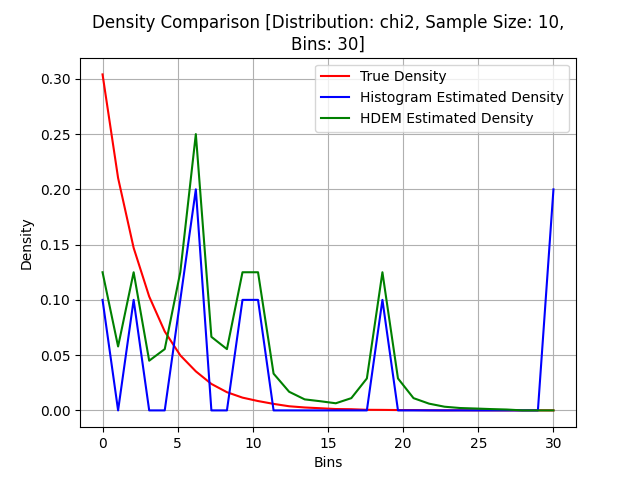 Density Comparison [Distribution: chi2, Sample Size: 10,
Bins: 30]
True Density
Histogram Estimated Density
HDEM Estimated Density
Density
0.30
0.25
0.20
0.15
0.10
0.05
0.00
0 5 10 15 20 25 30
Bins